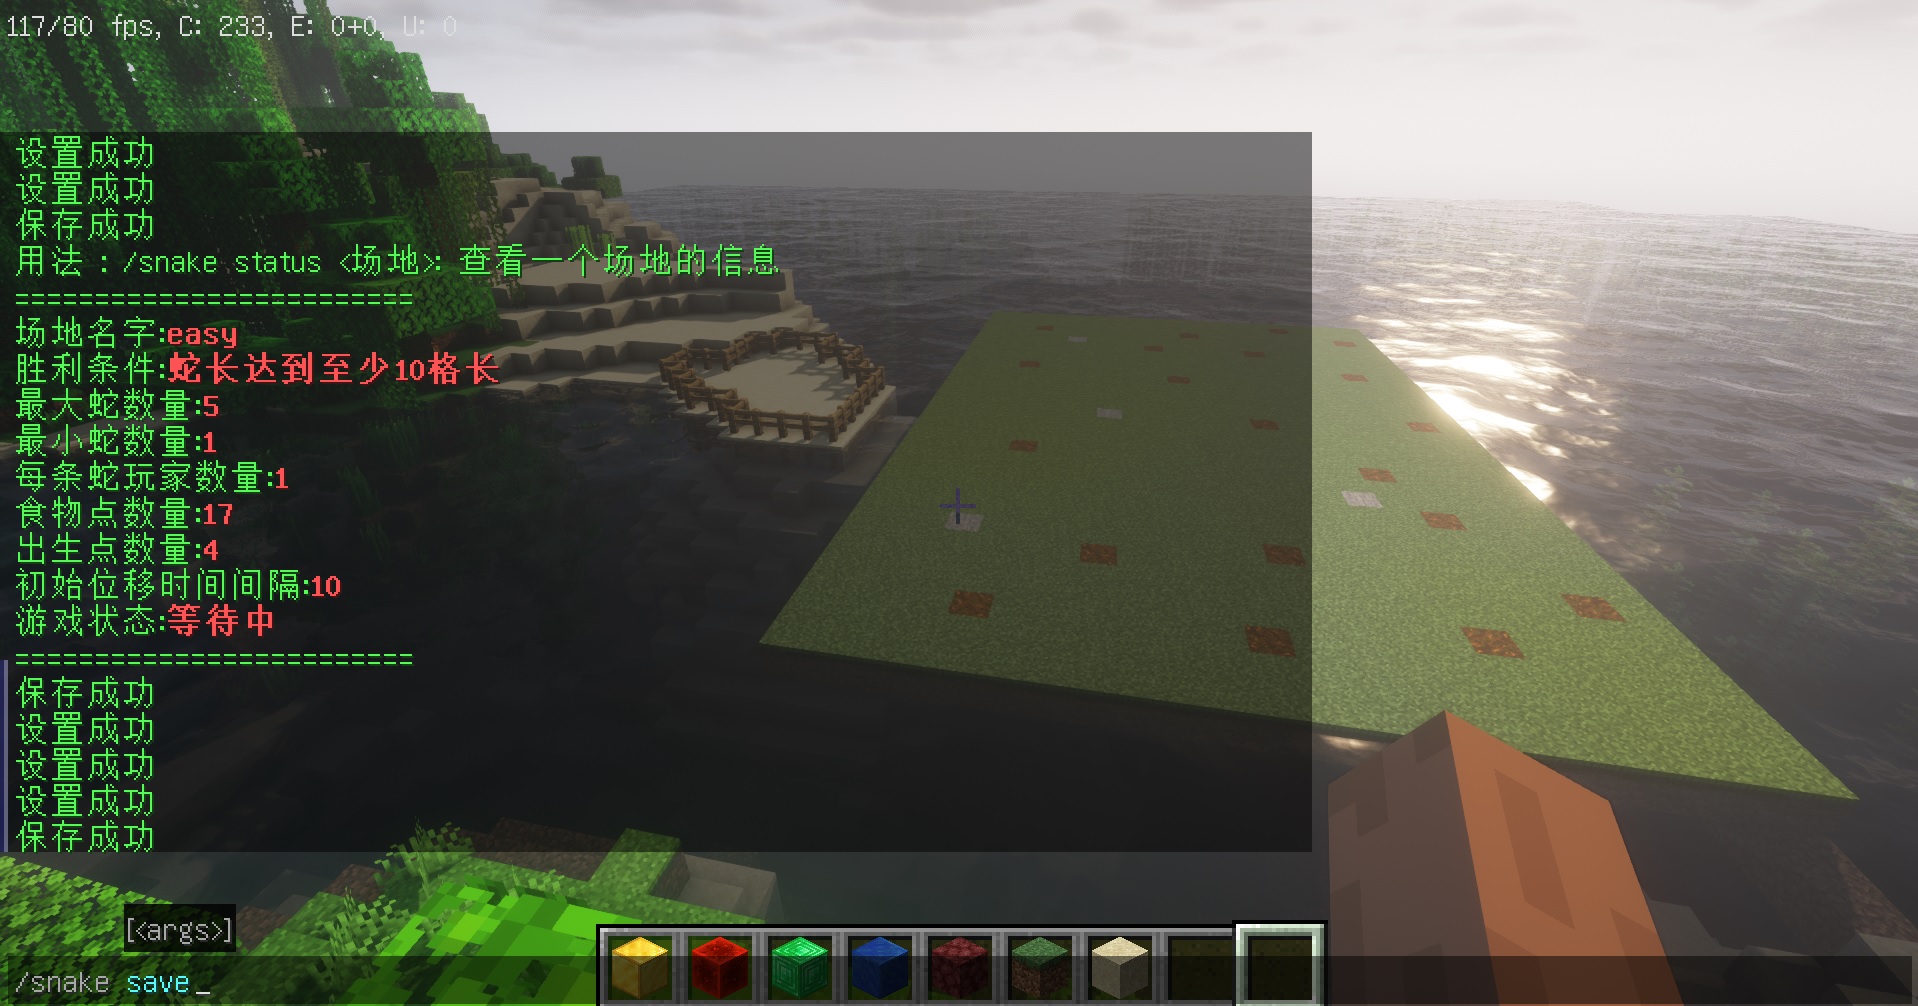 117/80 fps, C: 233, E: 0+0, U: 0
设置成功
设置成功
保存成功
用法：/snake status <场地>: 查看一个场地的信息
=========================
场地名字:easy
胜利条件:蛇长达到至少10格长
最大蛇数量:5
最小蛇数量:1
每条蛇玩家数量:1
食物点数量:17
出生点数量:4
初始位移时间间隔:10
游戏状态:等待中
=========================
保存成功
设置成功
设置成功
设置成功
保存成功
[<args>]
/snake save_